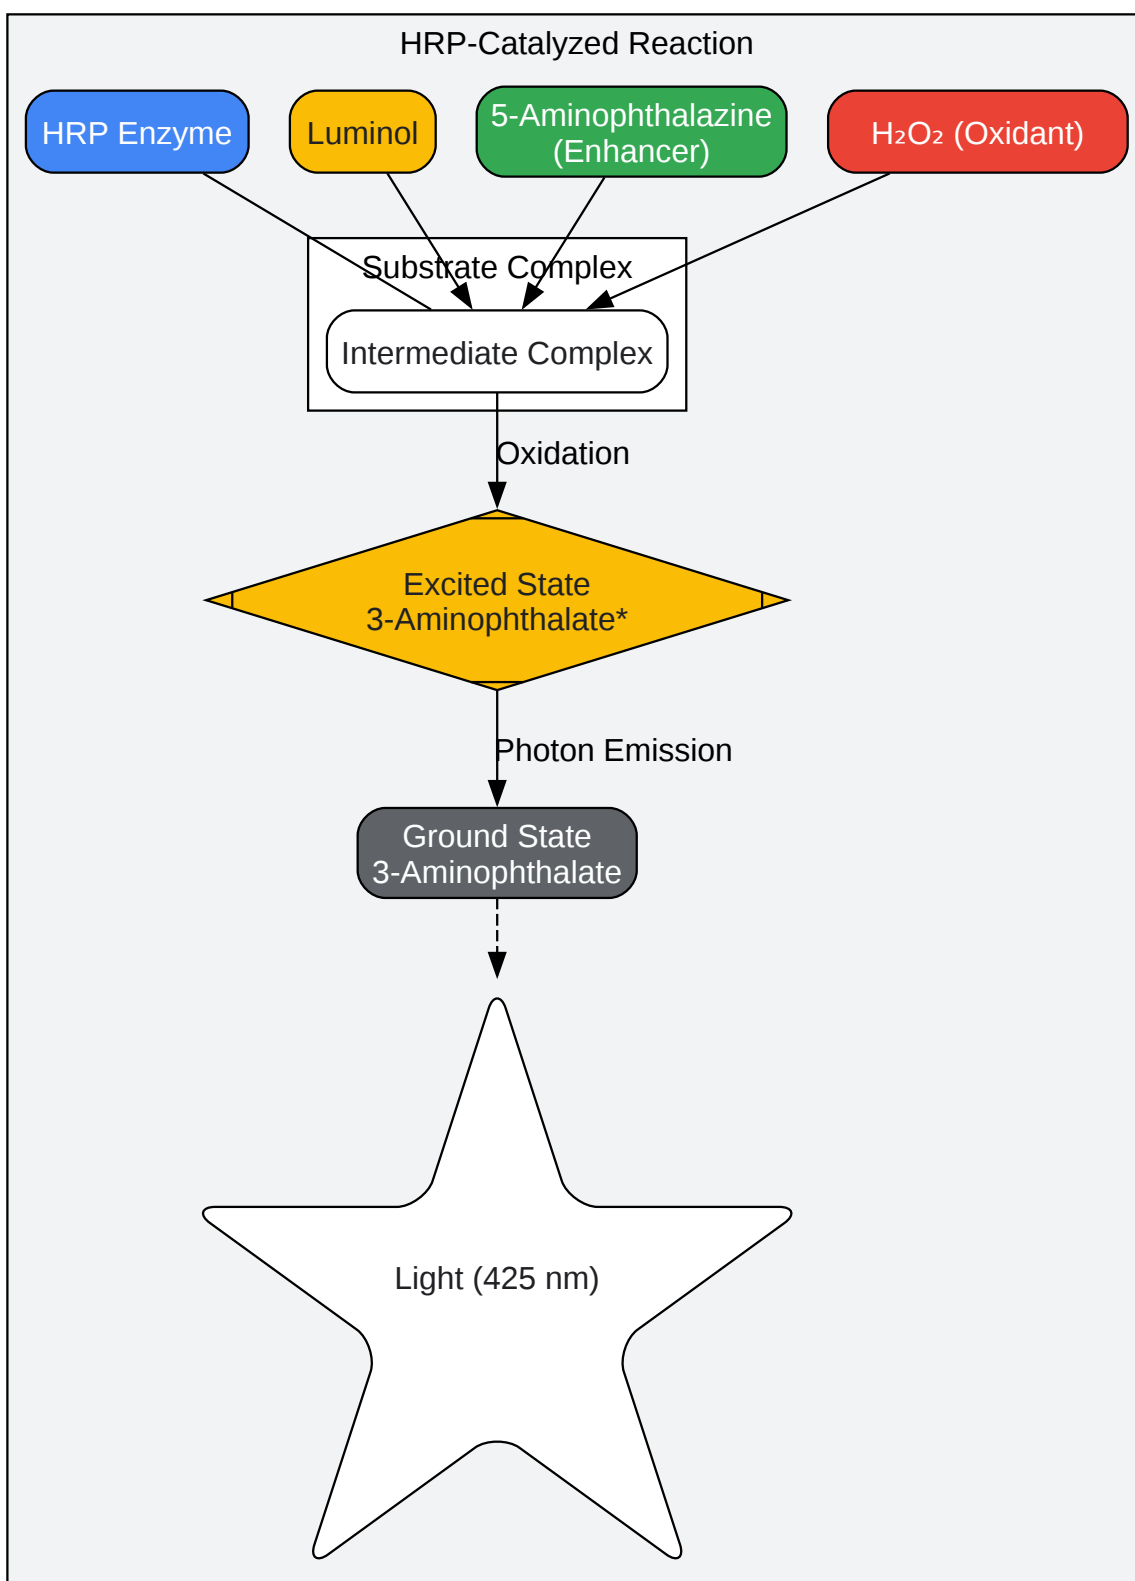 HRP-Catalyzed Reaction
HRP Enzyme
Luminol
5-Aminophthalazine
(Enhancer)
H₂O₂ (Oxidant)
Substrate Complex
Intermediate Complex
Oxidation
Excited State
3-Aminophthalate*
Photon Emission
Ground State
3-Aminophthalate
Light (425 nm)